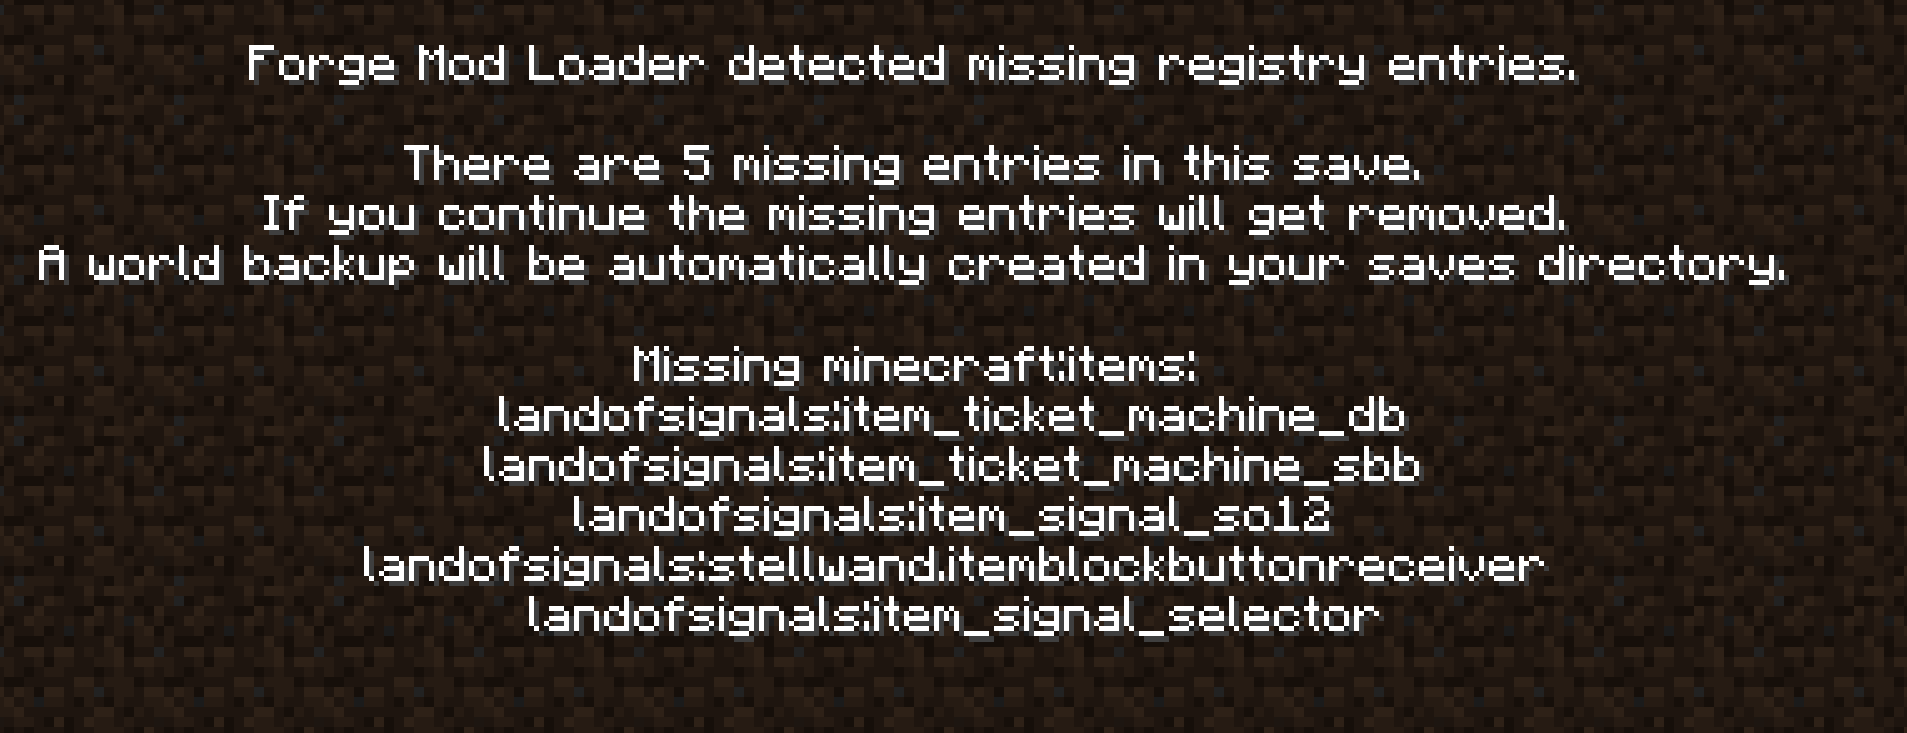 Forge Mod Loader detected missing registry entries.
There are 5 missing entries in this save.
If you continue the missing entries will get removed.
A world backup will be automatically created in your saves directory.
Missing minecraft:items:
landofsignals:item_ticket_machine_db
landofsignals:item_ticket_machine_sbb
landofsignals:item_signal_so12
landofsignals:stellwand.itemblockbuttonreceiver
landofsignals:item_signal_selector